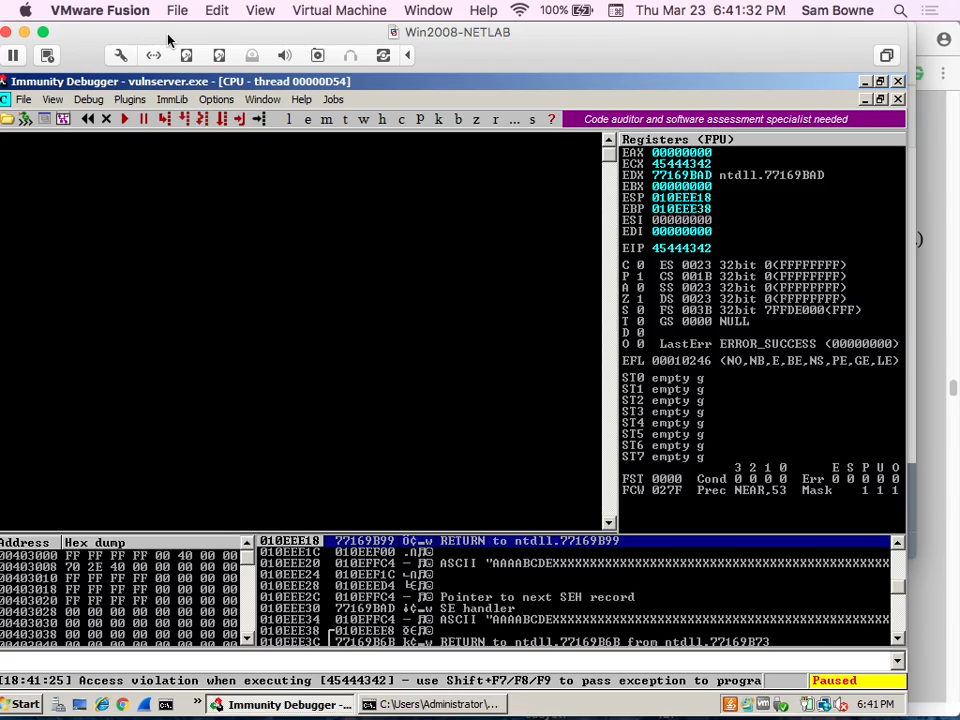 VMware Fusion File Edit View Virtual Machine Window Help 100% Thu Mar 23 6:41:32 PM Sam Bowne
Win2008-NETLAB
Immunity Debugger - vulnserver.exe - [CPU - thread 00000D54]
File View Debug Plugins ImmLib Options Window Help Jobs
l e m t w h c P k b z r ... s ? Code auditor and software assessment specialist needed
Registers (FPU)
EAX 00000000
ECX 45444342
EDX 77169BAD ntdll.77169BAD
EBX 00000000
ESP 010EEE18
EBP 010EEE38
ESI 00000000
EDI 00000000
EIP 45444342
C 0 ES 0023 32bit 0(FFFFFFFF)
P 1 CS 001B 32bit 0(FFFFFFFF)
A 0 SS 0023 32bit 0(FFFFFFFF)
Z 1 DS 0023 32bit 0(FFFFFFFF)
S 0 FS 003B 32bit 7FFDE000(FFF)
T 0 GS 0000 NULL
D 0
O 0 LastErr ERROR_SUCCESS (00000000)
EFL 00010246 (NO,NB,E,BE,NS,PE,GE,LE)
ST0 empty g
ST1 empty g
ST2 empty g
ST3 empty g
ST4 empty g
ST5 empty g
ST6 empty g
ST7 empty g
3 2 1 0 E S P U O
FST 0000 Cond 0 0 0 0 Err 0 0 0 0 0
FCW 027F Prec NEAR,53 Mask 1 1 1
Address Hex dump
00403000 FF FF FF FF 00 40 00 00
00403008 70 2E 40 00 00 00 00 00
00403010 FF FF FF FF 00 00 00 00
00403018 FF FF FF FF 00 00 00 00
00403020 FF FF FF FF 00 00 00 00
00403028 00 00 00 00 00 00 00 00
00403030 00 00 00 00 00 00 00 00
00403038 00 00 00 00 00 00 00 00
010EEE18 77169B99 RETURN to ntdll.77169B99
010EEE1C 010EEF00
010EEE20 010EFFC4 ASCII "AAAABCDEXXXXXXXXXXXXXXXXXXXXXXXXXXXXXXXXXXXXXXX
010EEE24 010EEF1C
010EEE28 010EEED4
010EEE2C 010EFFC4 Pointer to next SEH record
010EEE30 77169BAD SE handler
010EEE34 010EFFC4 ASCII "AAAABCDEXXXXXXXXXXXXXXXXXXXXXXXXXXXXXXXXXXXXXXX
010EEE38 010EEEE8
010EEE3C 77169B6B RETURN to ntdll.77169B6B from ntdll.77169B73
[18:41:25] Access violation when executing [45444342] - use Shift+F7/F8/F9 to pass exception to progra Paused
Start Immunity Debugger -... C:\Users\Administrator\... 6:41 PM